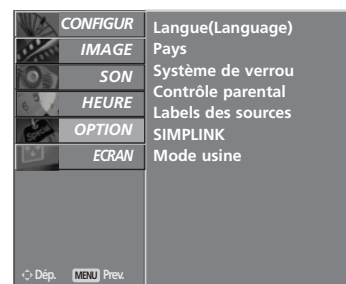 CONFIGUR
IMAGE
SON
HEURE
OPTION
ECRAN
Langue(Language)
Pays
Système de verrou
Contrôle parental
Labels des sources
SIMPLINK
Mode usine
Dép. MENU Prev.